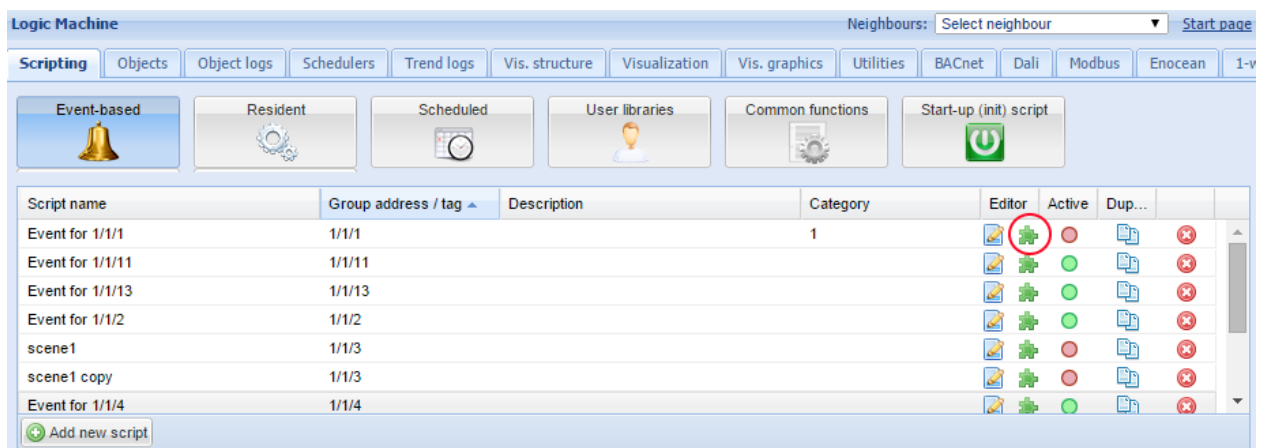 Logic Machine Neighbours: Select neighbour Start page
Scripting Objects Object logs Schedulers Trend logs Vis. structure Visualization Vis. graphics Utilities BACnet Dali Modbus Enocean 1-w
Event-based Resident Scheduled User libraries Common functions Start-up (init) script
Script name Group address / tag Description Category Editor Active Dup...
Event for 1/1/1 1/1/1 1
Event for 1/1/11 1/1/11
Event for 1/1/13 1/1/13
Event for 1/1/2 1/1/2
scene1 1/1/3
scene1 copy 1/1/3
Event for 1/1/4 1/1/4
Add new script